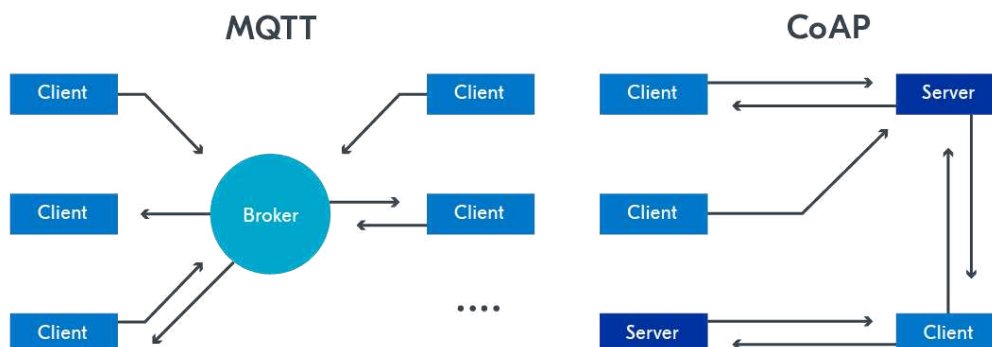 MQTT
Client
Client
Client
Broker
Client
Client
....
CoAP
Client
Server
Client
Server
Client